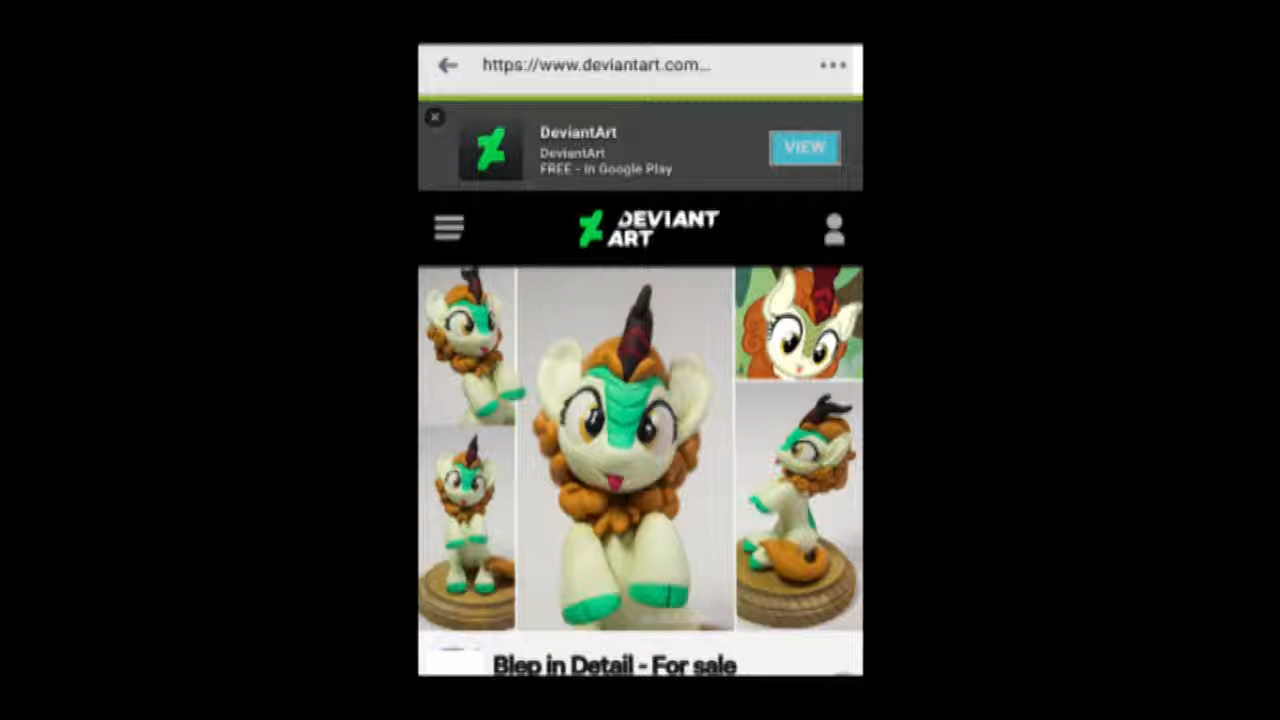 https://www.deviantart.com...
DeviantArt
DeviantArt
FREE - In Google Play
VIEW
DEVIANT
ART
Blep in Detail - For sale